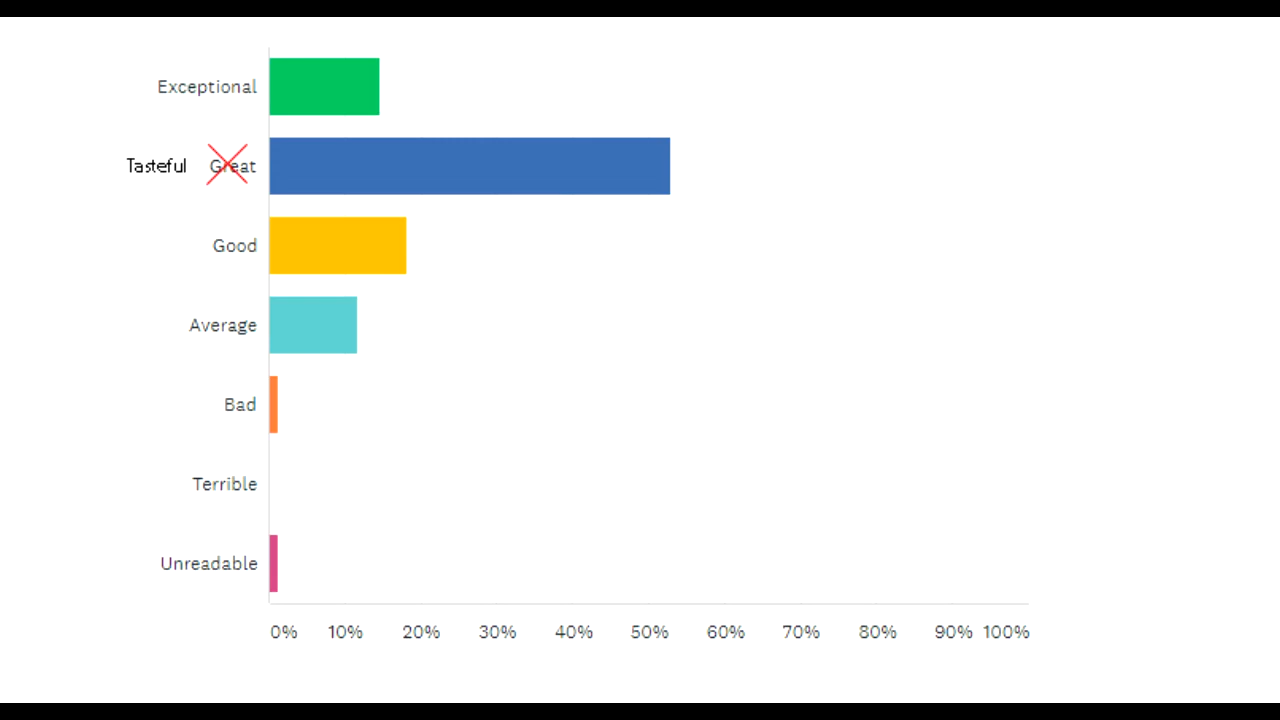 Exceptional
Tasteful Great
Good
Average
Bad
Terrible
Unreadable
0% 10% 20% 30% 40% 50% 60% 70% 80% 90% 100%